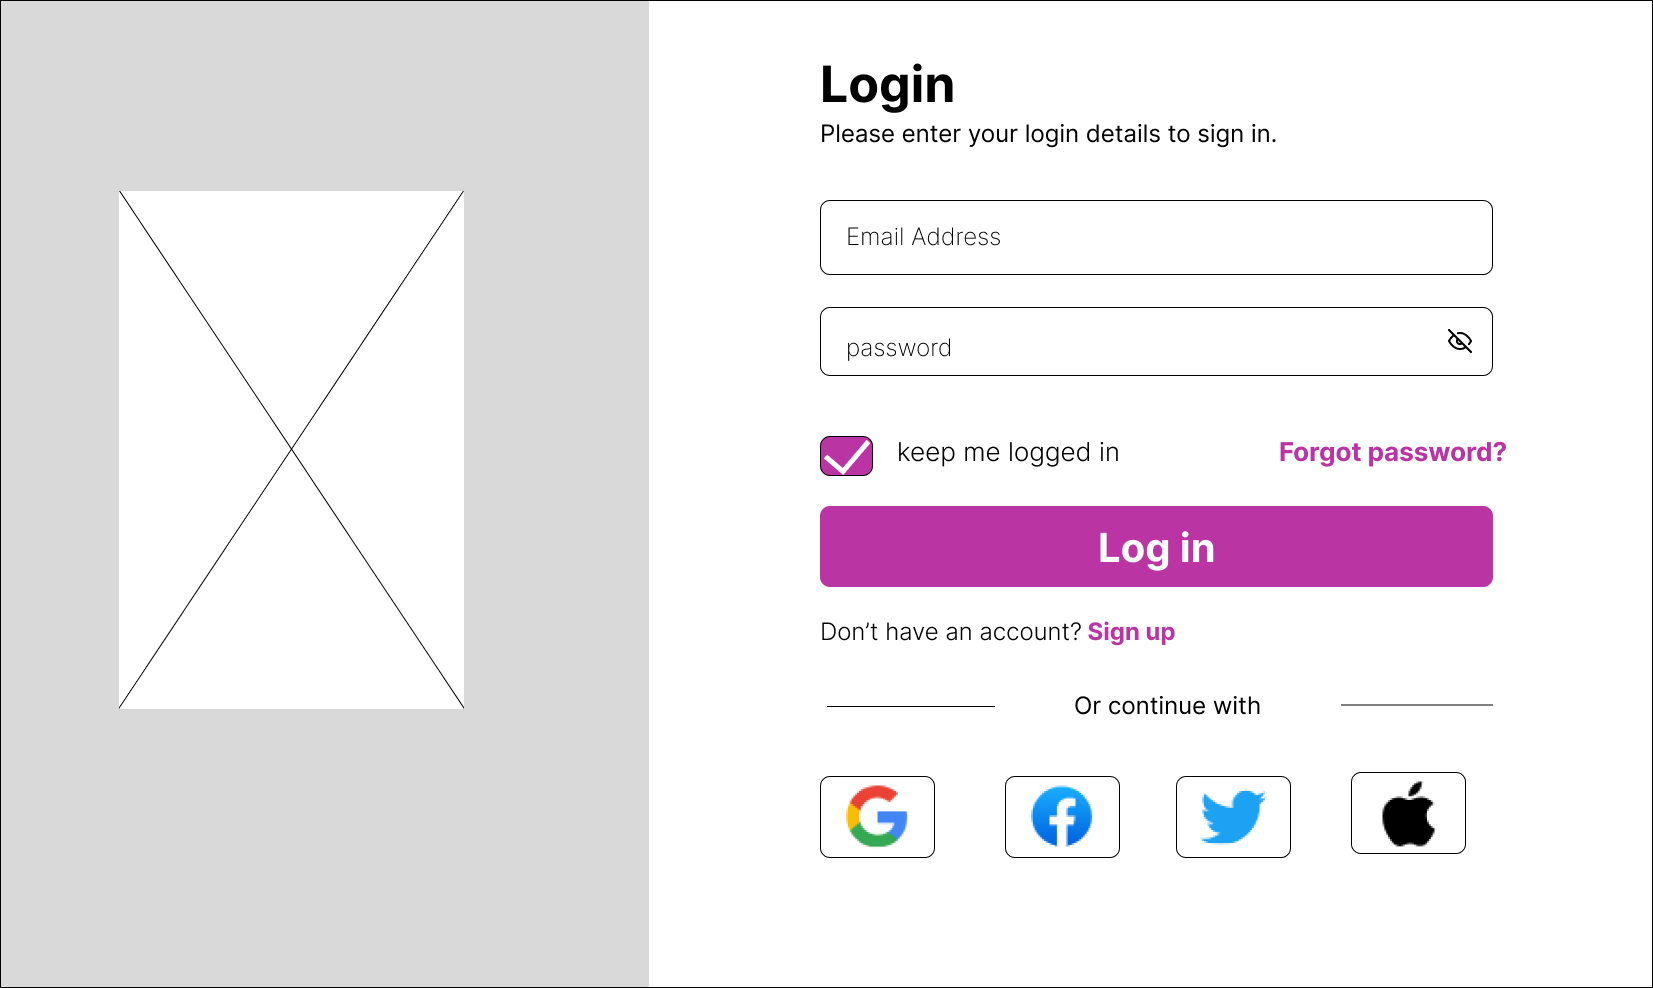 Login
Please enter your login details to sign in.
Email Address
password
keep me logged in
Forgot password?
Log in
Don’t have an account? Sign up
Or continue with